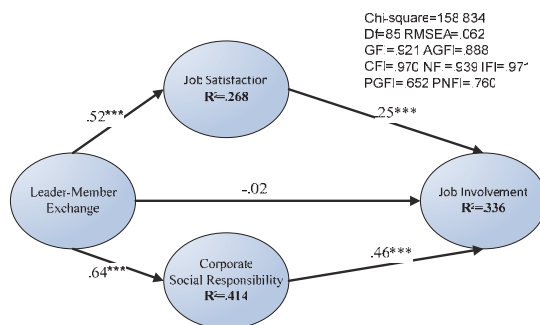 Chi-square=158 834
Df=85 RMSEA=.062
GFI=.921 AGFI=.888
CFI=.970 NFI=.939 IFI=.971
PGFI=.652 PNFI=.760
Job Satisfaction
R²=.268
.52***
.25***
Leader-Member
Exchange
-.02
Job Involvement
R²=.336
.64***
Corporate
Social Responsibility
R²=.414
.46***